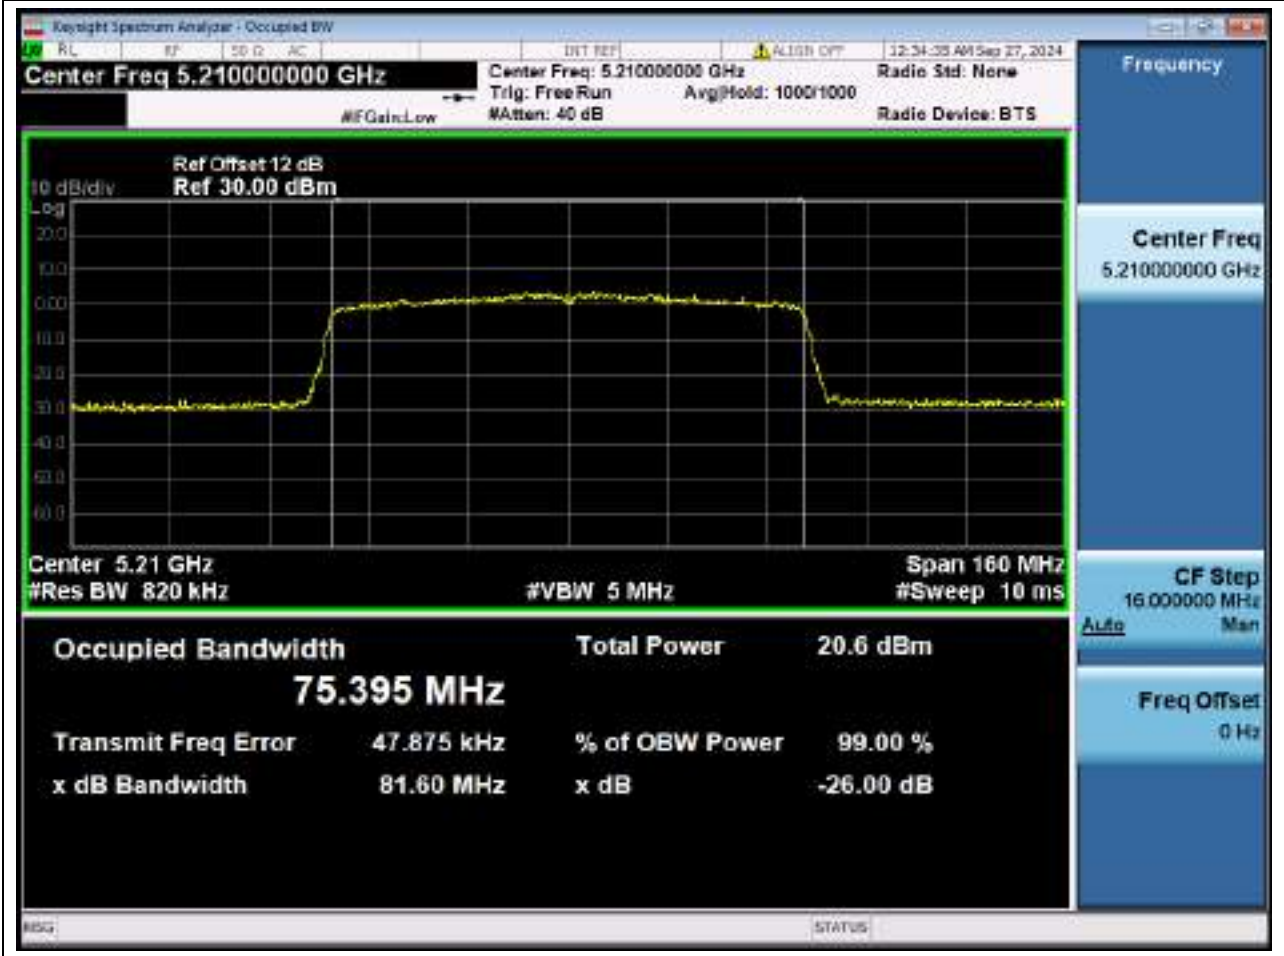 Keysight Spectrum Analyzer - Occupied BW
RL RF 50 Ω AC INT REF ALIGN OFF 12:34:35 AM Sep 27, 2024
Center Freq 5.210000000 GHz
Center Freq: 5.210000000 GHz
Radio Std: None
Trig: Free Run Avg|Hold: 1000/1000
#IFGain:Low
#Atten: 40 dB
Radio Device: BTS
Ref Offset 12 dB
10 dB/div Ref 30.00 dBm
Log
20.0
10.0
0.00
10.0
20.0
30.0
40.0
60.0
Center 5.21 GHz Span 160 MHz
#Res BW 820 kHz #VBW 5 MHz #Sweep 10 ms
Occupied Bandwidth Total Power 20.6 dBm
75.395 MHz
Transmit Freq Error 47.875 kHz % of OBW Power 99.00 %
x dB Bandwidth 81.60 MHz x dB -26.00 dB
MSG STATUS
Frequency
Center Freq
5.210000000 GHz
CF Step
16.000000 MHz
Auto Man
Freq Offset
0 Hz